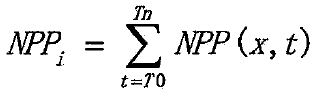 NPP_i = \sum_{t=T0}^{Tn} NPP(x, t)